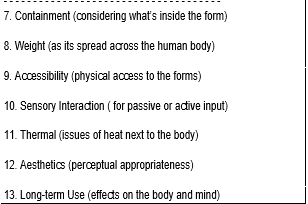 7. Containment (considering what's inside the form)
8. Weight (as its spread across the human body)
9. Accessibility (physical access to the forms)
10. Sensory Interaction ( for passive or active input)
11. Thermal (issues of heat next to the body)
12. Aesthetics (perceptual appropriateness)
13. Long-term Use (effects on the body and mind)